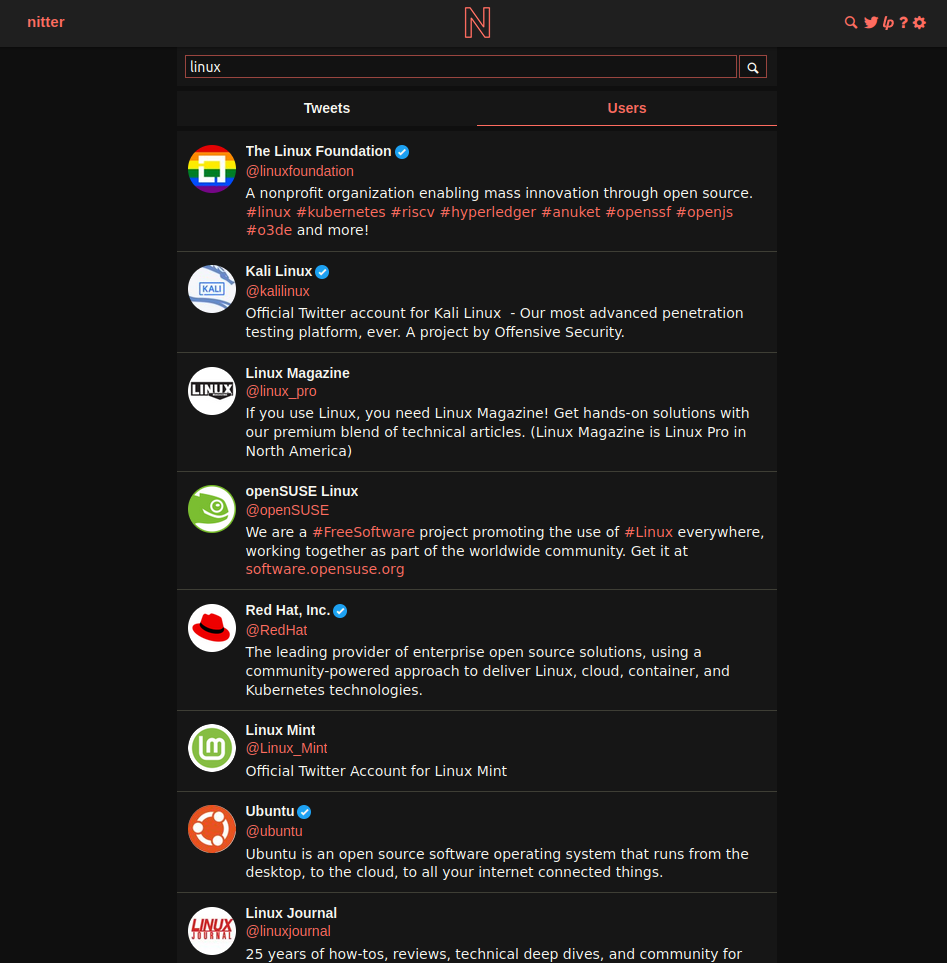 nitter
N
lp ?
linux
Tweets
Users
The Linux Foundation
@linuxfoundation
A nonprofit organization enabling mass innovation through open source.
#linux #kubernetes #riscv #hyperledger #anuket #openssf #openjs
#o3de and more!
KALI
Kali Linux
@kalilinux
Official Twitter account for Kali Linux  - Our most advanced penetration
testing platform, ever. A project by Offensive Security.
LINUX
Linux Magazine
@linux_pro
If you use Linux, you need Linux Magazine! Get hands-on solutions with
our premium blend of technical articles. (Linux Magazine is Linux Pro in
North America)
openSUSE Linux
@openSUSE
We are a #FreeSoftware project promoting the use of #Linux everywhere,
working together as part of the worldwide community. Get it at
software.opensuse.org
Red Hat, Inc.
@RedHat
The leading provider of enterprise open source solutions, using a
community-powered approach to deliver Linux, cloud, container, and
Kubernetes technologies.
lm
Linux Mint
@Linux_Mint
Official Twitter Account for Linux Mint
Ubuntu
@ubuntu
Ubuntu is an open source software operating system that runs from the
desktop, to the cloud, to all your internet connected things.
LINUX
JOURNAL
Linux Journal
@linuxjournal
25 years of how-tos, reviews, technical deep dives, and community for